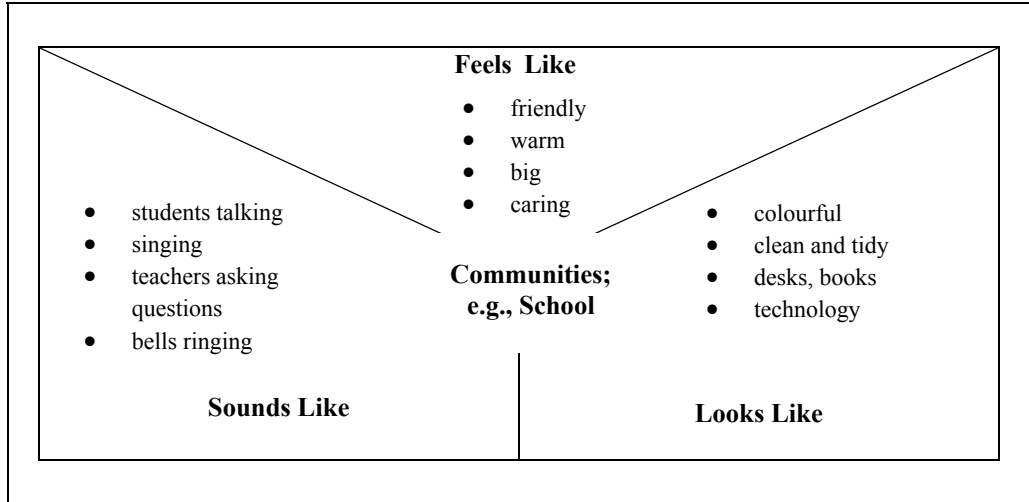 Feels Like
• friendly
• warm
• big
• caring
• students talking
• singing
• teachers asking
questions
• bells ringing
Communities;
e.g., School
• colourful
• clean and tidy
• desks, books
• technology
Sounds Like
Looks Like